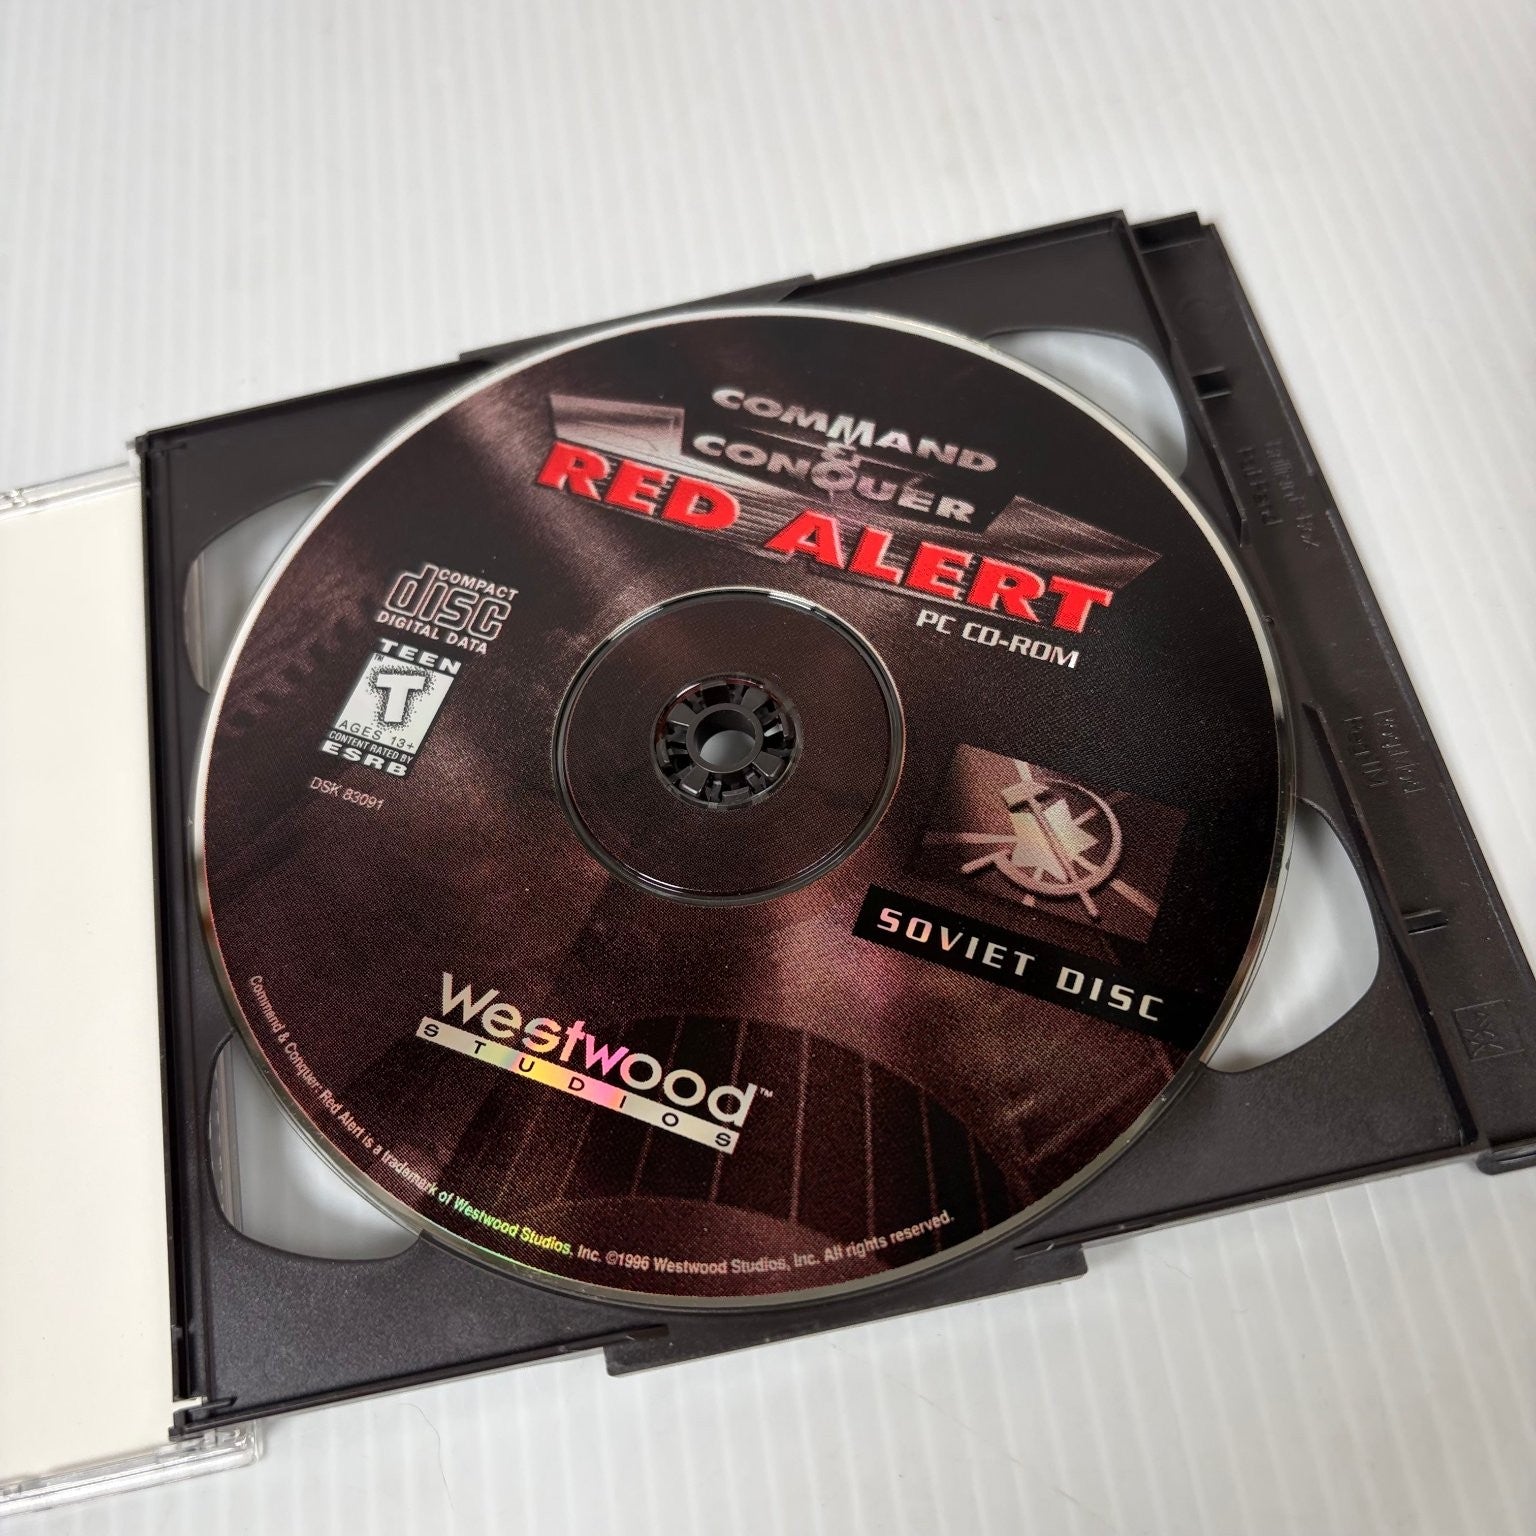 COMMAND
&
CONQUER
RED ALERT
PC CD-ROM
COMPACT
disc
DIGITAL DATA
TEEN
T
AGES 13+
CONTENT RATED BY
ESRB
DSK 83091
SOVIET DISC
Westwood™
STUDIOS
Command & Conquer: Red Alert is a trademark of Westwood Studios, Inc. ©1996 Westwood Studios, Inc. All rights reserved.